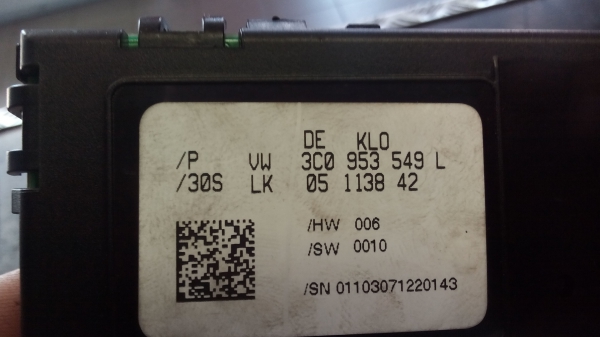 DE KLO
/P VW 3C0 953 549 L
/30S LK 05 1138 42
/HW 006
/SW 0010
/SN 01103071220143